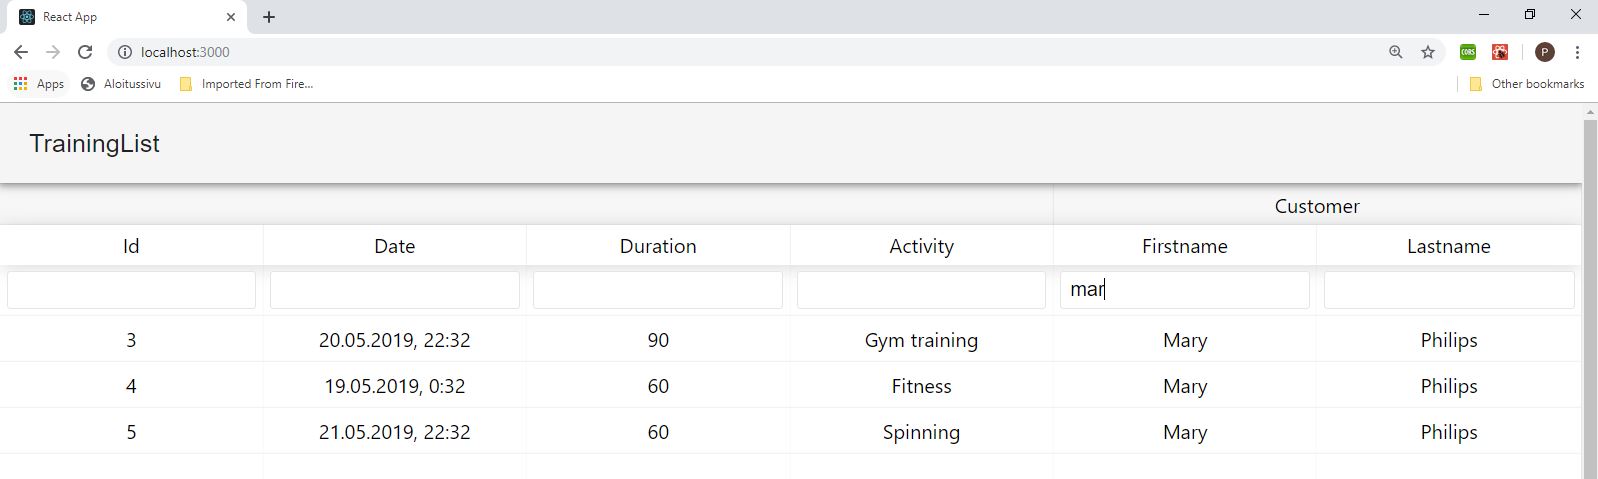 React App
localhost:3000
CORS
P
Apps Aloitussivu Imported From Fire... Other bookmarks
TrainingList
Customer
Id Date Duration Activity Firstname Lastname
mar
3 20.05.2019, 22:32 90 Gym training Mary Philips
4 19.05.2019, 0:32 60 Fitness Mary Philips
5 21.05.2019, 22:32 60 Spinning Mary Philips